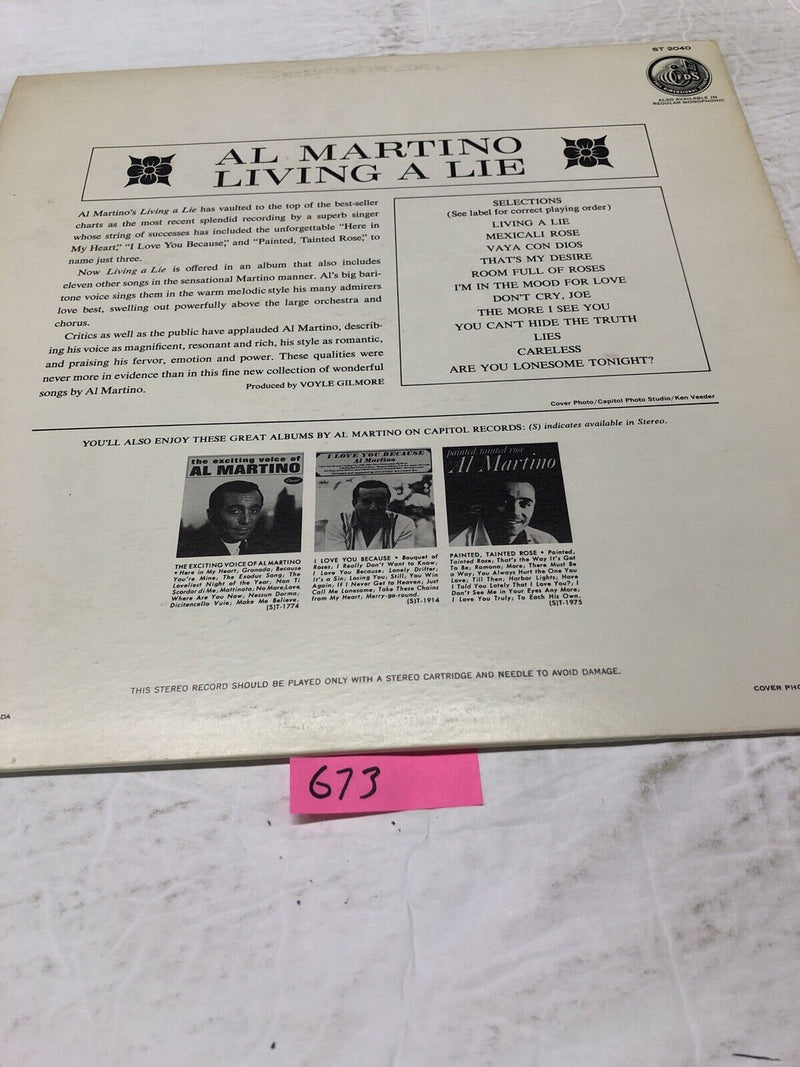 ST 2040
FDS
ALSO AVAILABLE IN
REGULAR MONOPHONIC
AL MARTINO
LIVING A LIE
Al Martino's Living a Lie has vaulted to the top of the best-seller
charts as the most recent splendid recording by a superb singer
whose string of successes has included the unforgettable "Here in
My Heart," "I Love You Because," and "Painted, Tainted Rose," to
name just three.
Now Living a Lie is offered in an album that also includes
eleven other songs in the sensational Martino manner. Al's big bari-
tone voice sings them in the warm melodic style his many admirers
love best, swelling out powerfully above the large orchestra and
chorus.
Critics as well as the public have applauded Al Martino, describ-
ing his voice as magnificent, resonant and rich, his style as romantic,
and praising his fervor, emotion and power. These qualities were
never more in evidence than in this fine new collection of wonderful
songs by Al Martino.
Produced by VOYLE GILMORE
SELECTIONS
(See label for correct playing order)
LIVING A LIE
MEXICALI ROSE
VAYA CON DIOS
THAT'S MY DESIRE
ROOM FULL OF ROSES
I'M IN THE MOOD FOR LOVE
DON'T CRY, JOE
THE MORE I SEE YOU
YOU CAN'T HIDE THE TRUTH
LIES
CARELESS
ARE YOU LONESOME TONIGHT?
Cover Photo/Capitol Photo Studio/Ken Veeder
YOU'LL ALSO ENJOY THESE GREAT ALBUMS BY AL MARTINO ON CAPITOL RECORDS: (S) indicates available in Stereo.
the exciting voice of
AL MARTINO
I LOVE YOU BECAUSE
Al Martino
painted, tainted rose
Al Martino
THE EXCITING VOICE OF AL MARTINO
• Here in My Heart, Granada, Because
You're Mine, The Exodus Song, The
Loveliest Night of the Year, Non Ti
Scordar di Me; Mattinata; No More, Love,
Where Are You Now, Nessun Dorma;
Dicitencello Vuie, Make Me Believe.
(S)T-1774
I LOVE YOU BECAUSE • Bouquet of
Roses; I Really Don't Want to Know;
I Love You Because; Lonely Drifter;
It's a Sin; Losing You; Still; You Win
Again; If I Never Get to Heaven; Just
Call Me Lonesome; Take These Chains
from My Heart; Merry-go-round.
(S)T-1914
PAINTED, TAINTED ROSE • Painted,
Tainted Rose; That's the Way It's Got
To Be; Ramona; More; There Must Be
a Way; You Always Hurt the One You
Love; Till Then; Harbor Lights; Have
I Told You Lately That I Love You?; I
Don't See Me in Your Eyes Any More;
I Love You Truly; To Each His Own.
(S)T-1975
THIS STEREO RECORD SHOULD BE PLAYED ONLY WITH A STEREO CARTRIDGE AND NEEDLE TO AVOID DAMAGE.
DA
COVER PHO
673